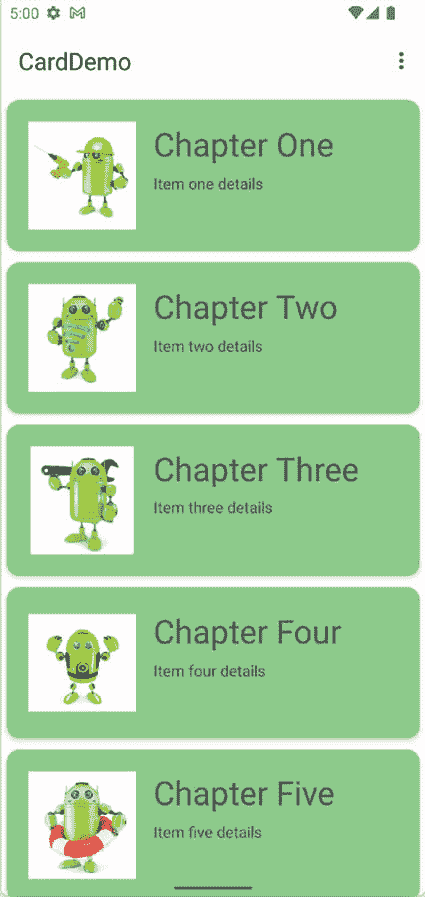 5:00
CardDemo
Chapter One
Item one details
Chapter Two
Item two details
Chapter Three
Item three details
Chapter Four
Item four details
Chapter Five
Item five details